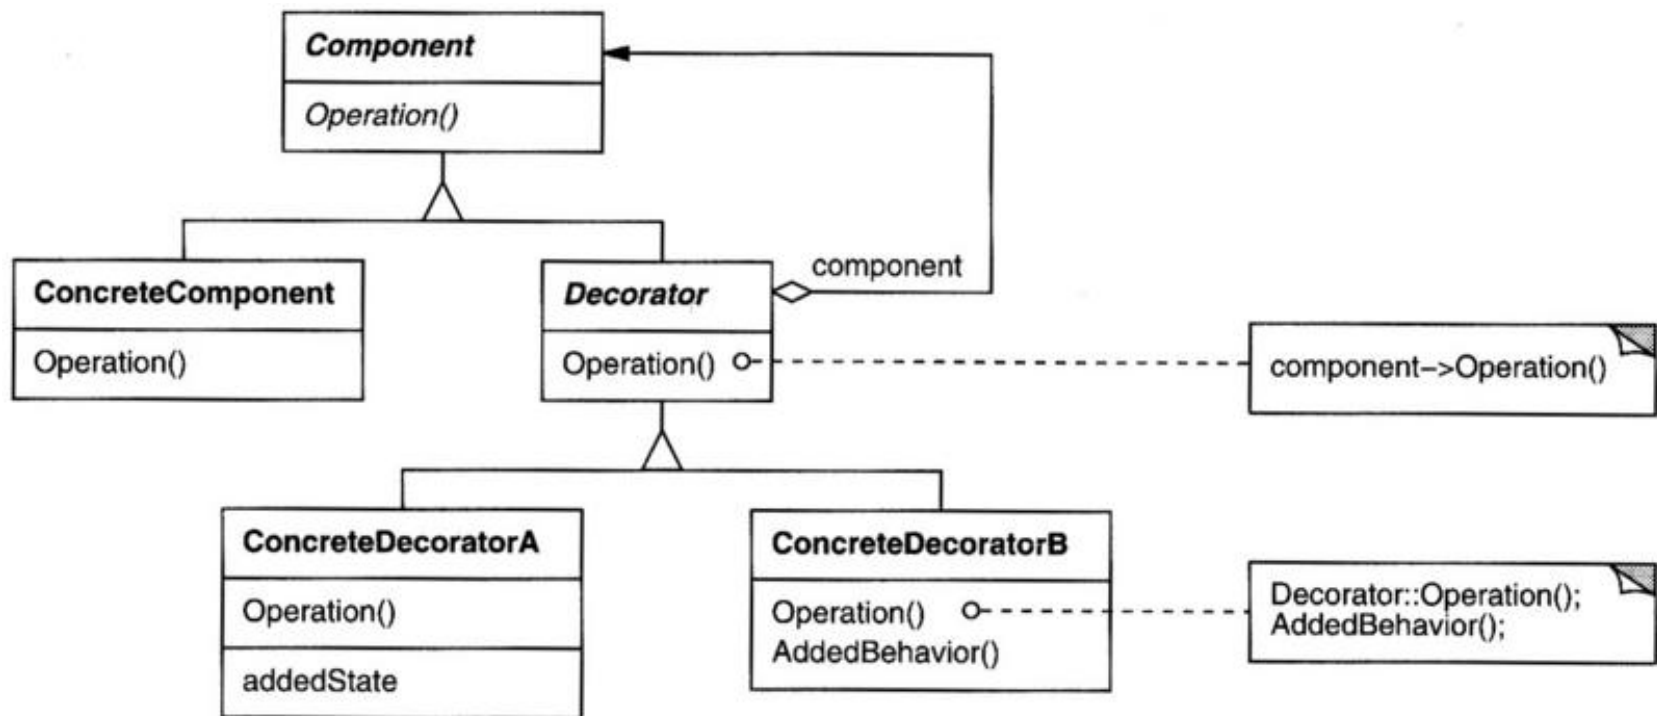 Component
Operation()
component
ConcreteComponent
Operation()
Decorator
Operation()
component–>Operation()
ConcreteDecoratorA
Operation()
addedState
ConcreteDecoratorB
Operation()
AddedBehavior()
Decorator::Operation();
AddedBehavior();